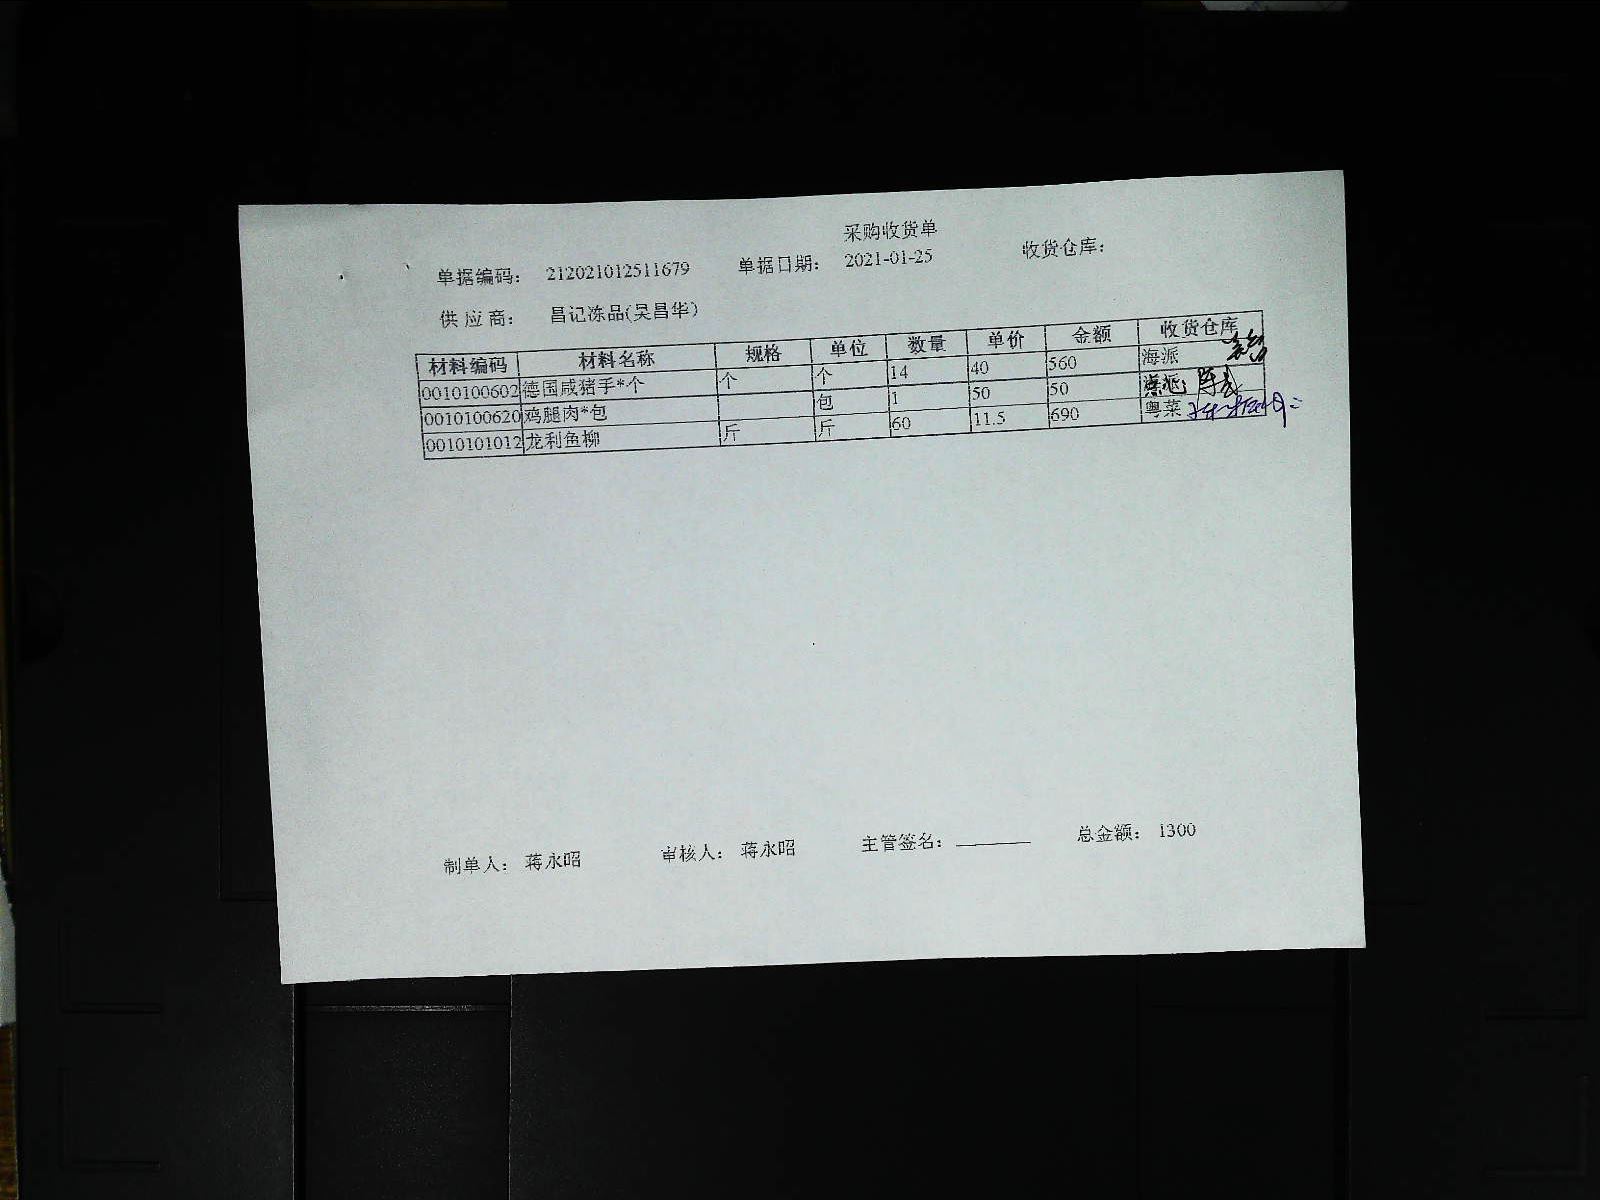 采购收货单
单据编码： 212021012511679 单据日期： 2021-01-25 收货仓库：
供 应 商： 昌记冻品(吴昌华)
材料编码 材料名称 规格 单位 数量 单价 金额 收货仓库
0010100602 德国咸猪手*个 个 个 14 40 560 海派
0010100620 鸡腿肉*包 包 1 50 50
0010101012 龙利鱼柳 斤 斤 60 11.5 690 粤菜
制单人： 蒋永昭 审核人： 蒋永昭 主管签名： 总金额： 1300